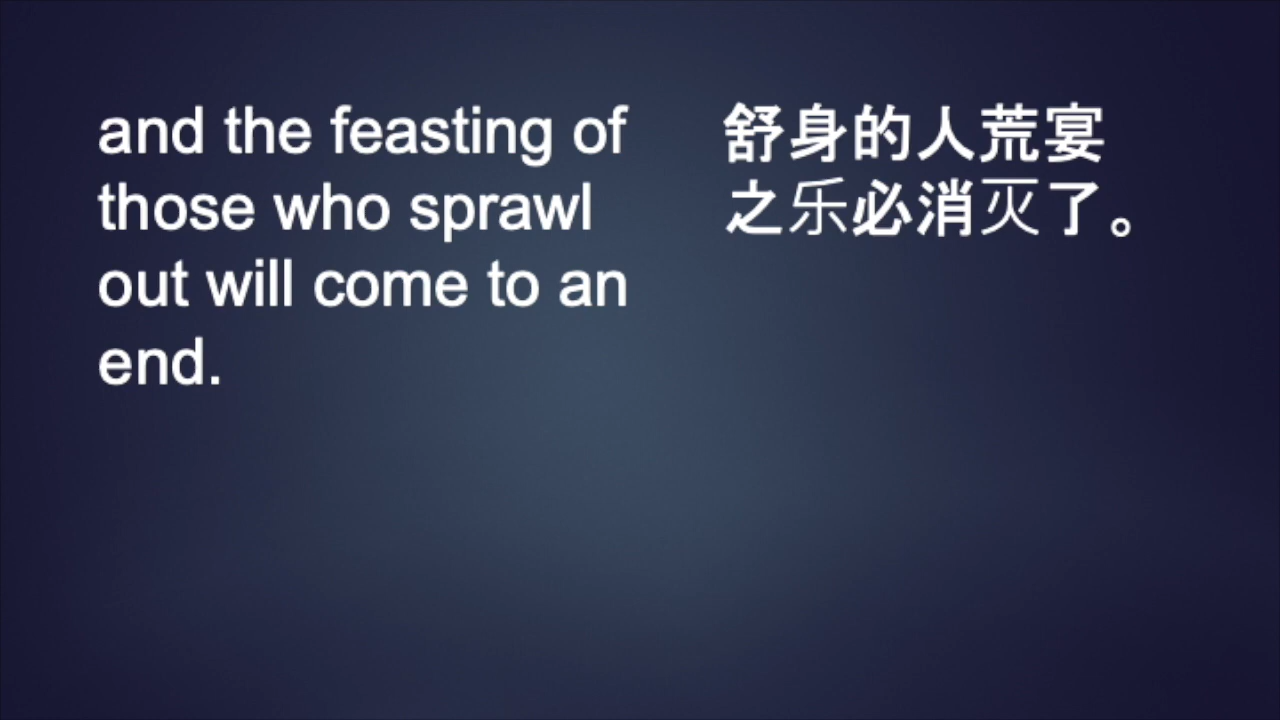 and the feasting of
those who sprawl
out will come to an
end.
舒身的人荒宴
之乐必消灭了。